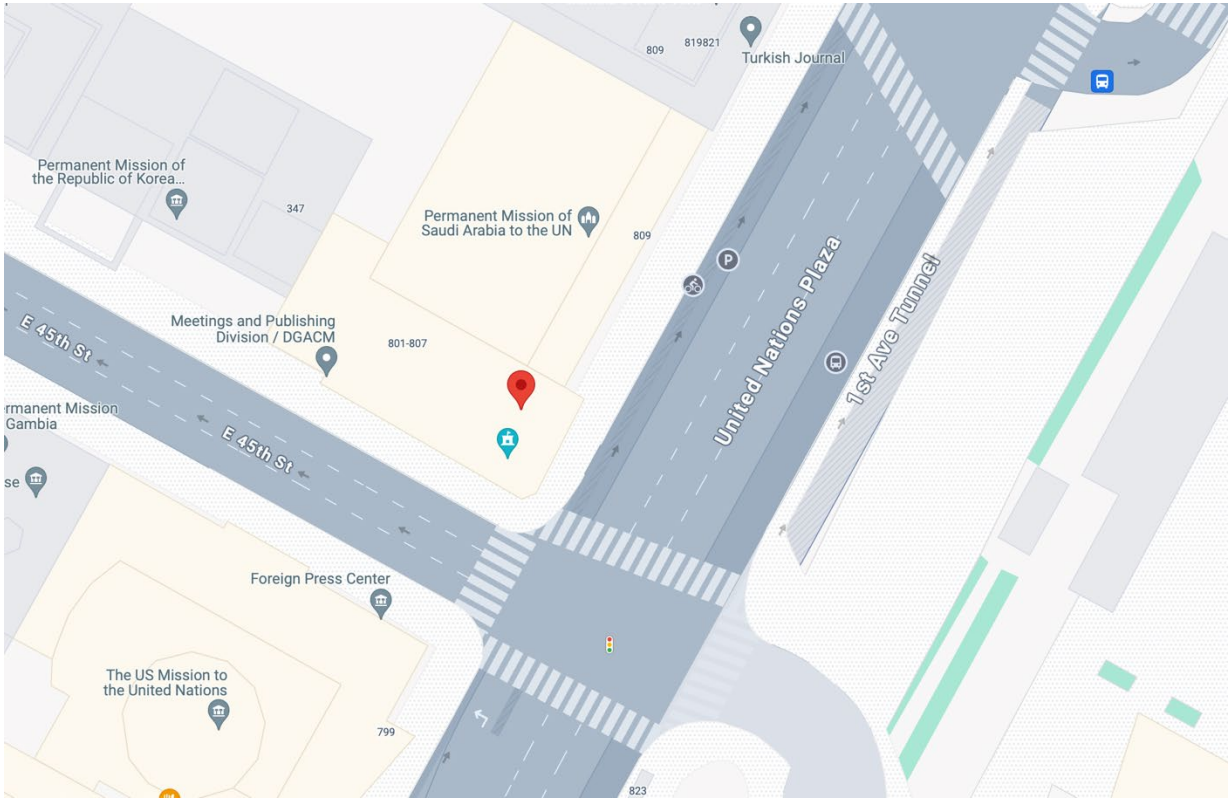 809
819821
Turkish Journal
Permanent Mission of
the Republic of Korea...
347
Permanent Mission of
Saudi Arabia to the UN
809
P
United Nations Plaza
1st Ave Tunnel
E 45th St
Meetings and Publishing
Division / DGACM
801-807
rmanent Mission
Gambia
E 45th St
se
Foreign Press Center
The US Mission to
the United Nations
799
823